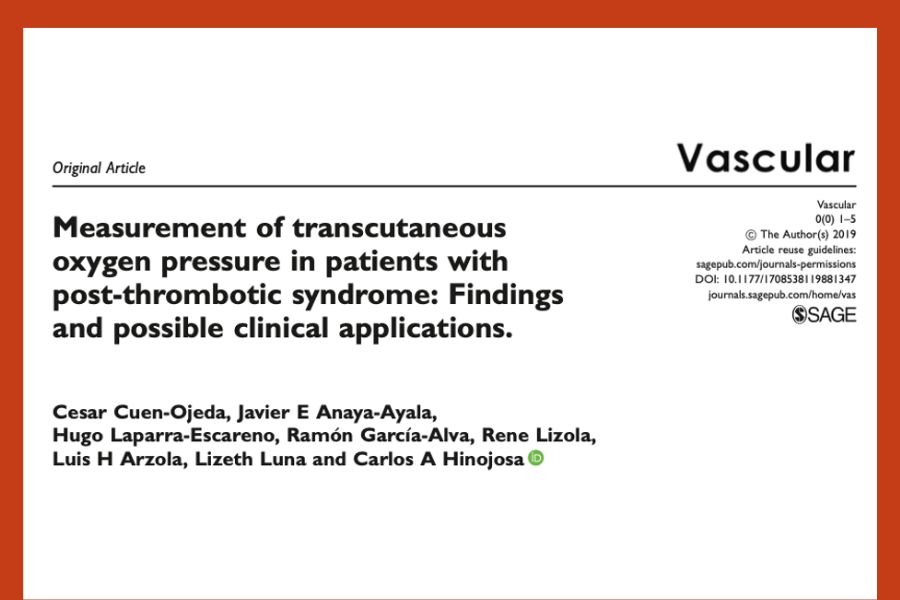 Original Article
Vascular
Vascular
0(0) 1–5
© The Author(s) 2019
Article reuse guidelines:
sagepub.com/journals-permissions
DOI: 10.1177/1708538119881347
journals.sagepub.com/home/vas
SSAGE
Measurement of transcutaneous
oxygen pressure in patients with
post-thrombotic syndrome: Findings
and possible clinical applications.
Cesar Cuen-Ojeda, Javier E Anaya-Ayala,
Hugo Laparra-Escareno, Ramón García-Alva, Rene Lizola,
Luis H Arzola, Lizeth Luna and Carlos A Hinojosa iD